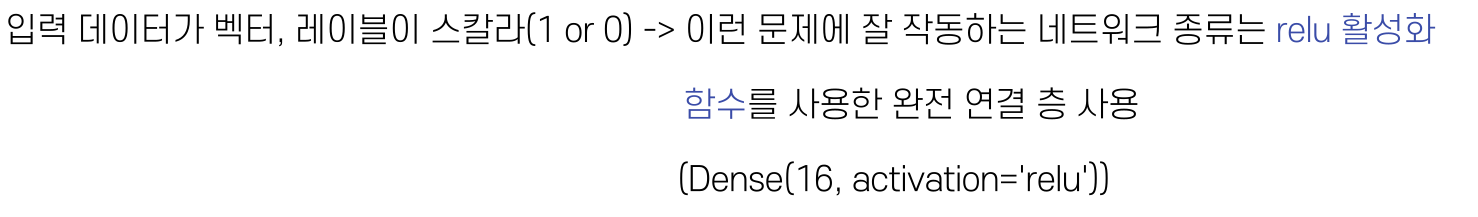 입력 데이터가 벡터, 레이블이 스칼라(1 or 0) -> 이런 문제에 잘 작동하는 네트워크 종류는 relu 활성화
함수를 사용한 완전 연결 층 사용
(Dense(16, activation='relu'))